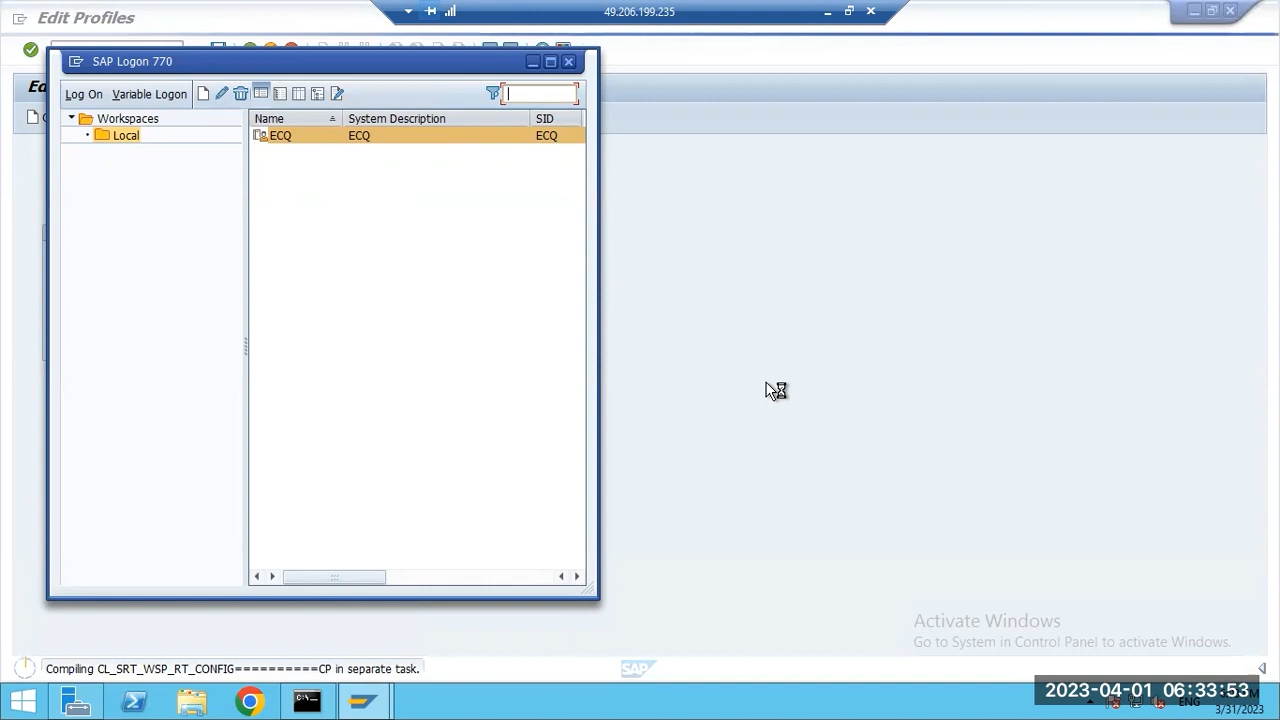 Edit Profiles
49.206.199.235
SAP Logon 770
Log On
Variable Logon
Workspaces
Local
Name
System Description
SID
ECQ
ECQ
ECQ
Activate Windows
Go to System in Control Panel to activate Windows.
Compiling CL_SRT_WSP_RT_CONFIG==========CP in separate task.
SAP
2023-04-01 06:33:53
ENG
3/31/2023